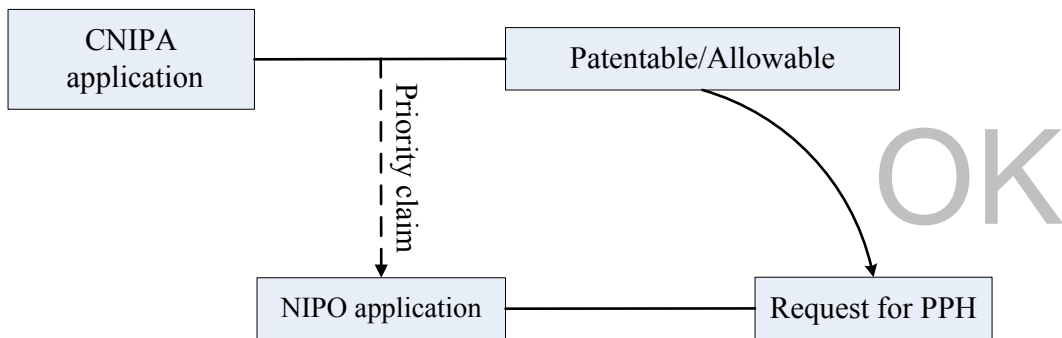 CNIPA
application
Patentable/Allowable
Priority claim
OK
NIPO application
Request for PPH